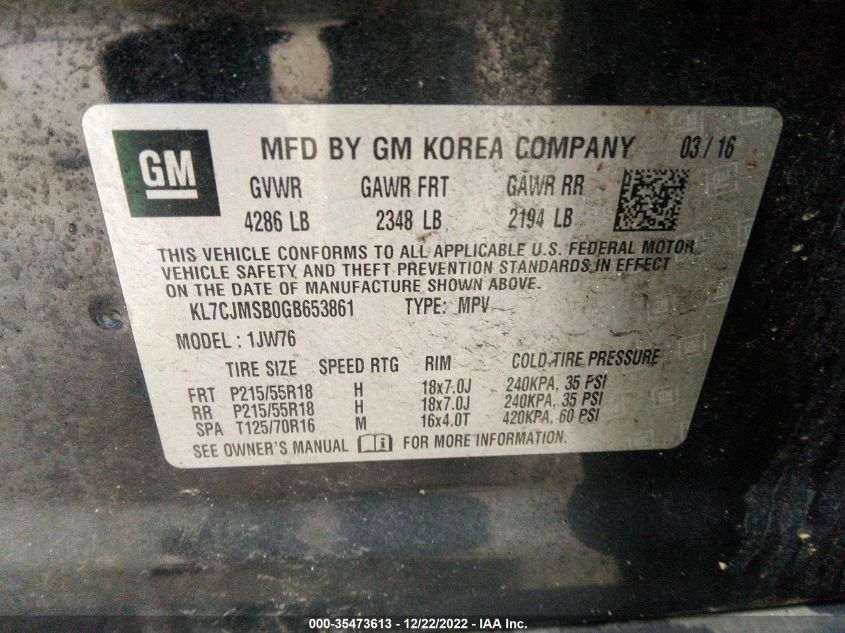 GM
MFD BY GM KOREA COMPANY 03/16
GVWR GAWR FRT GAWR RR
4286 LB 2348 LB 2194 LB
THIS VEHICLE CONFORMS TO ALL APPLICABLE U.S. FEDERAL MOTOR
VEHICLE SAFETY AND THEFT PREVENTION STANDARDS IN EFFECT
ON THE DATE OF MANUFACTURE SHOWN ABOVE.
KL7CJMSB0GB653861 TYPE: MPV
MODEL : 1JW76
TIRE SIZE SPEED RTG RIM COLD TIRE PRESSURE
FRT P215/55R18 H 18x7.0J 240KPA, 35 PSI
RR P215/55R18 H 18x7.0J 240KPA, 35 PSI
SPA T125/70R16 M 16x4.0T 420KPA, 60 PSI
SEE OWNER'S MANUAL FOR MORE INFORMATION.
000-35473613 - 12/22/2022 - IAA Inc.